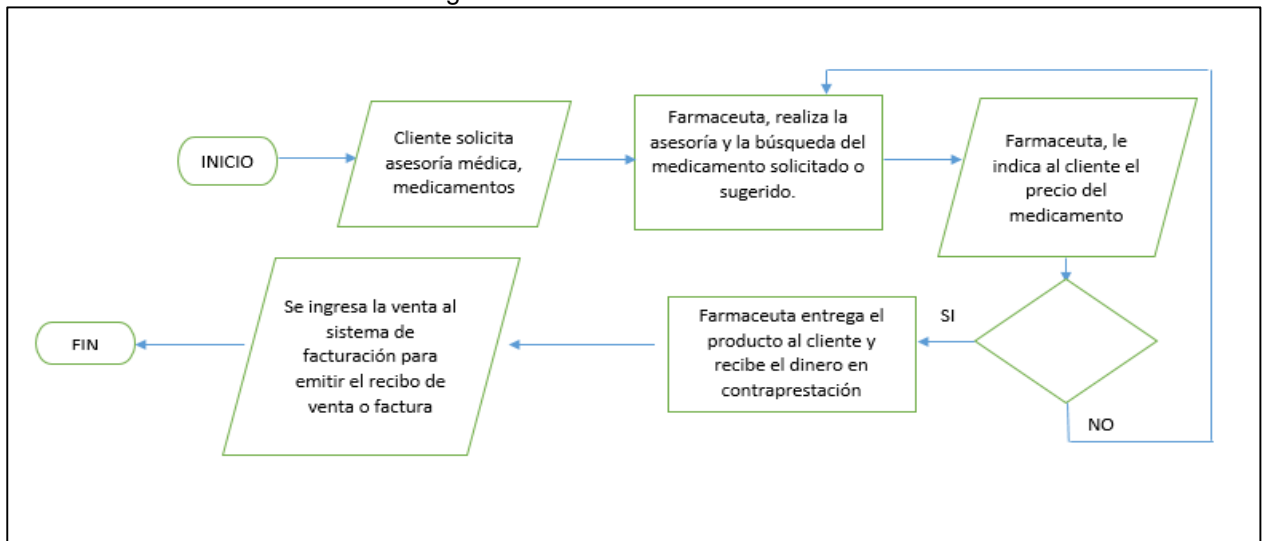 INICIO
Cliente solicita
asesoría médica,
medicamentos
Farmaceuta, realiza la
asesoría y la búsqueda del
medicamento solicitado o
sugerido.
Farmaceuta, le
indica al cliente el
precio del
medicamento
SI
NO
Farmaceuta entrega el
producto al cliente y
recibe el dinero en
contraprestación
Se ingresa la venta al
sistema de
facturación para
emitir el recibo de
venta o factura
FIN